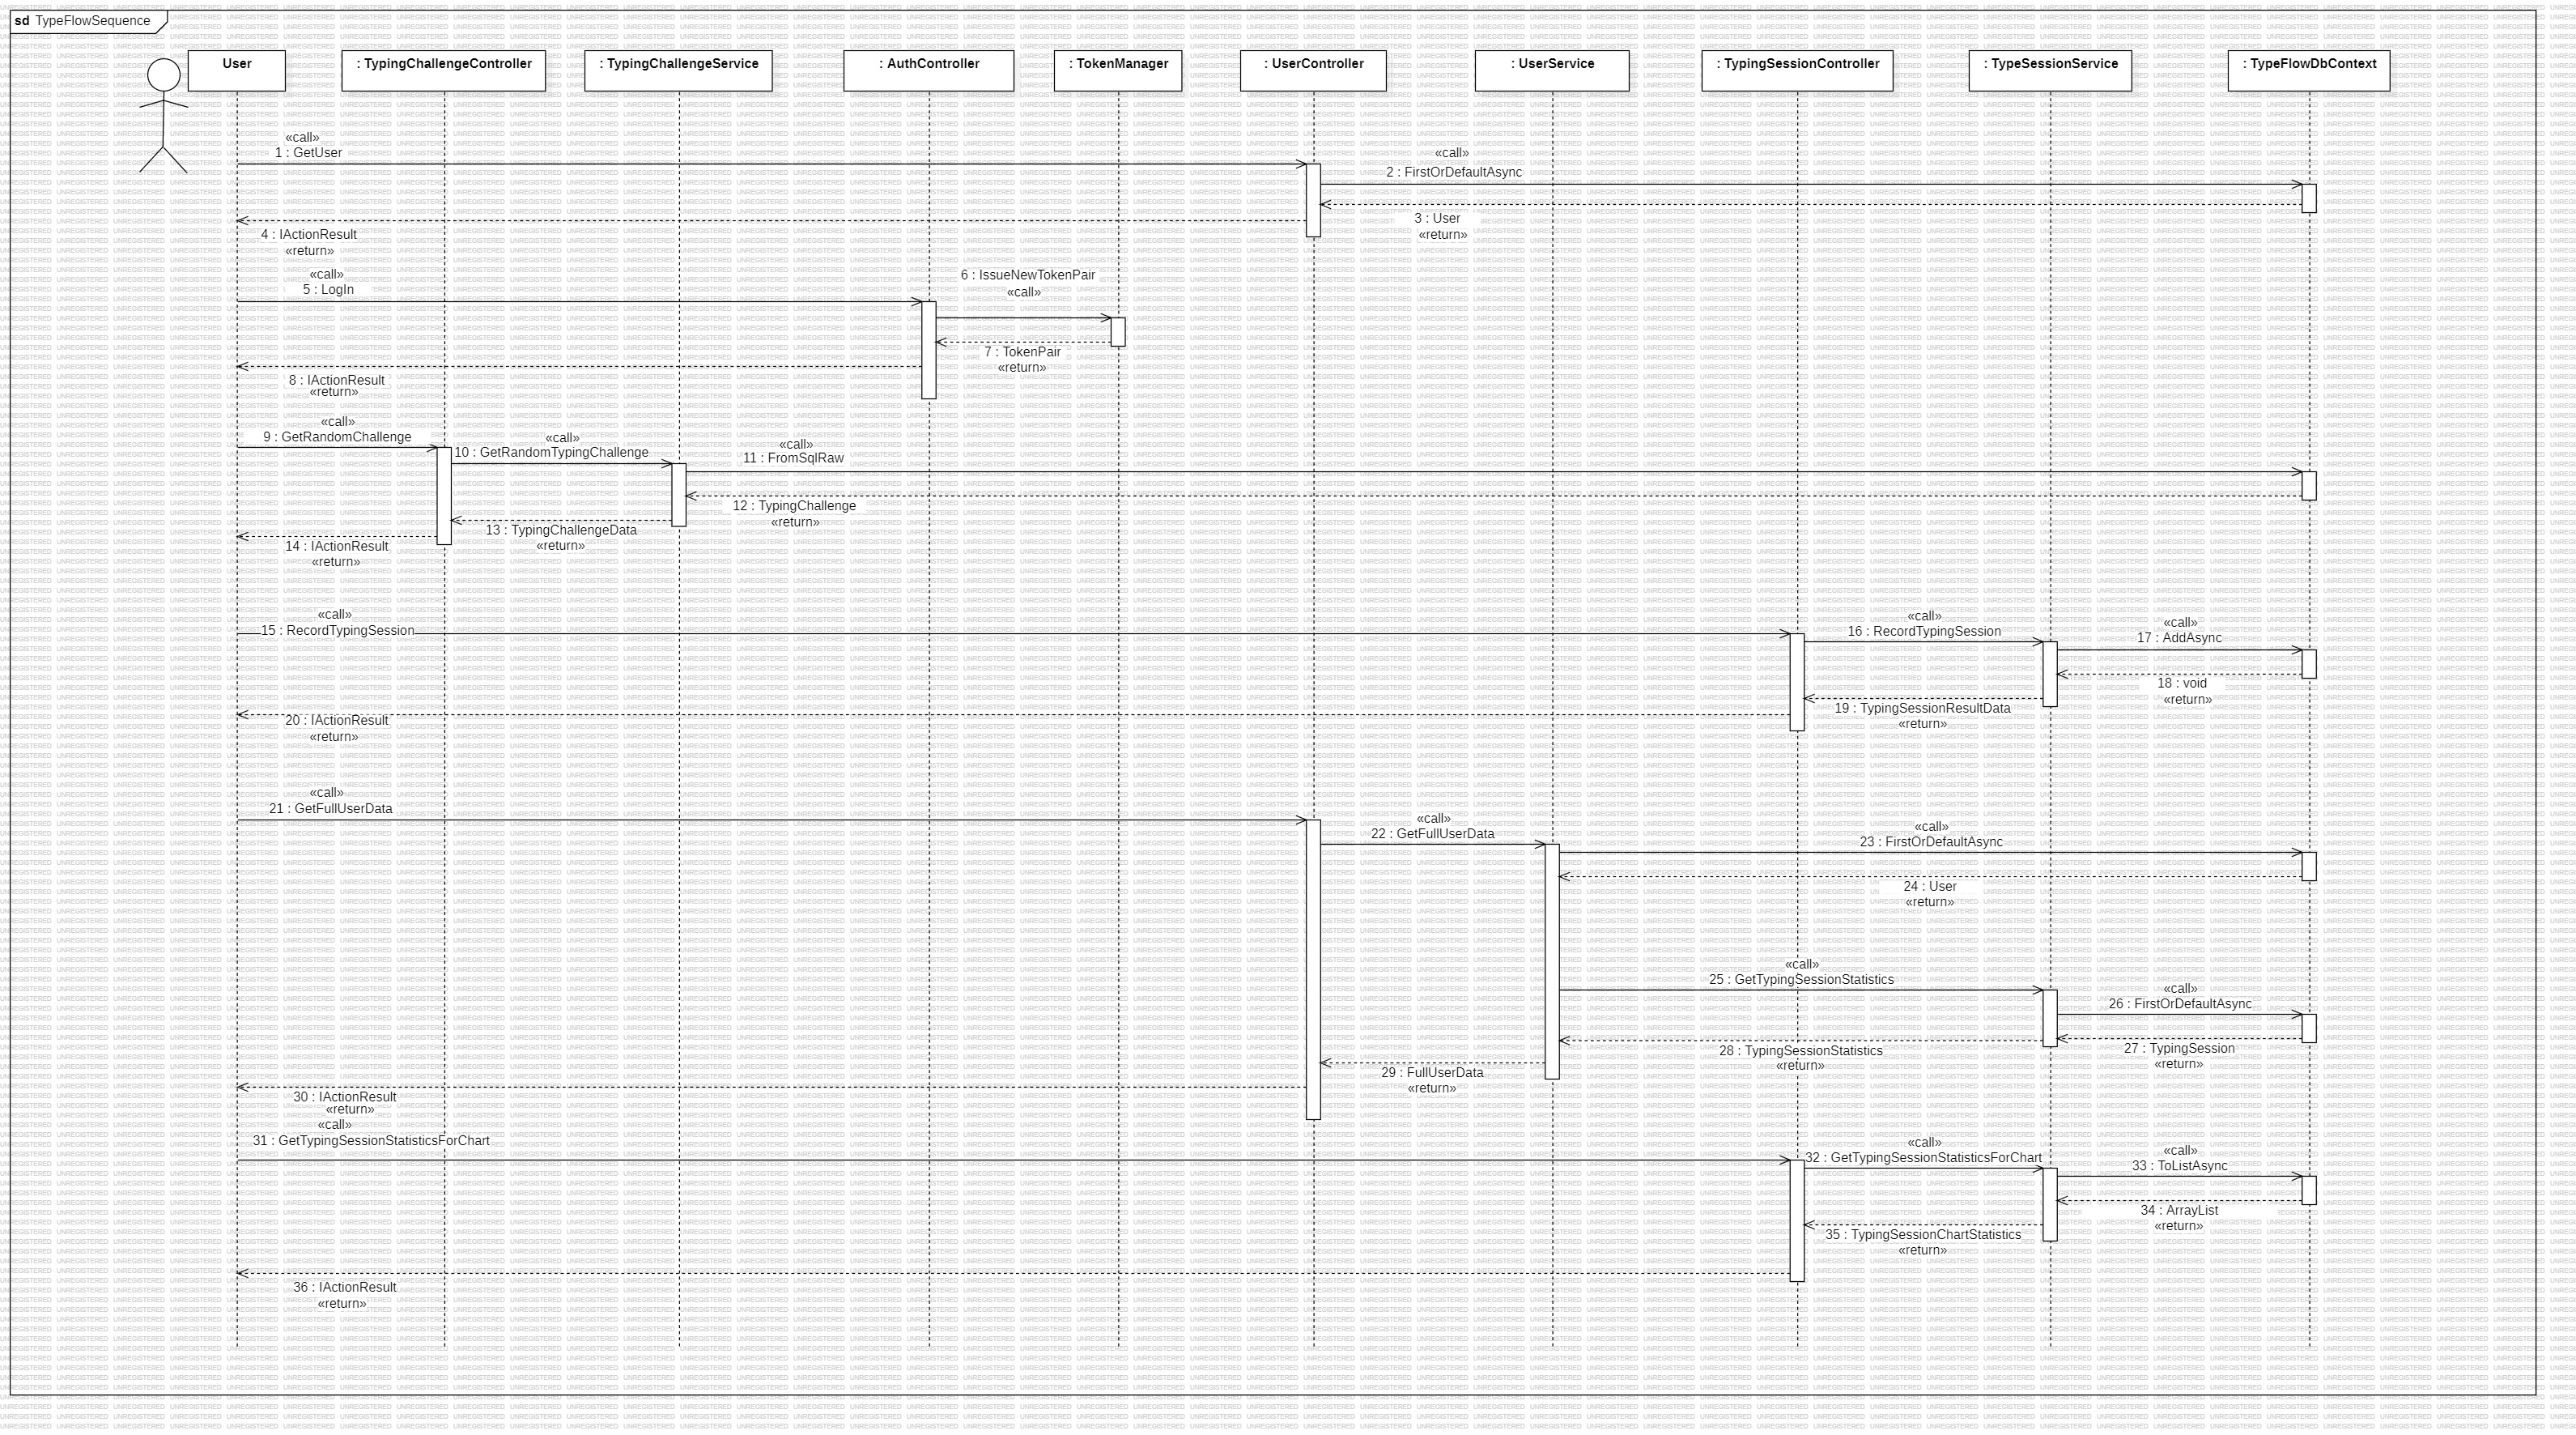 sd TypeFlowSequence
User
: TypingChallengeController
: TypingChallengeService
: AuthController
: TokenManager
: UserController
: UserService
: TypingSessionController
: TypeSessionService
: TypeFlowDbContext
«call»
1 : GetUser
«call»
2 : FirstOrDefaultAsync
3 : User
«return»
4 : IActionResult
«return»
«call»
5 : LogIn
6 : IssueNewTokenPair
«call»
7 : TokenPair
«return»
8 : IActionResult
«return»
«call»
9 : GetRandomChallenge
«call»
10 : GetRandomTypingChallenge
«call»
11 : FromSqlRaw
12 : TypingChallenge
«return»
13 : TypingChallengeData
«return»
14 : IActionResult
«return»
«call»
15 : RecordTypingSession
«call»
16 : RecordTypingSession
«call»
17 : AddAsync
18 : void
«return»
19 : TypingSessionResultData
«return»
20 : IActionResult
«return»
«call»
21 : GetFullUserData
«call»
22 : GetFullUserData
«call»
23 : FirstOrDefaultAsync
24 : User
«return»
«call»
25 : GetTypingSessionStatistics
«call»
26 : FirstOrDefaultAsync
27 : TypingSession
«return»
28 : TypingSessionStatistics
«return»
29 : FullUserData
«return»
30 : IActionResult
«return»
«call»
31 : GetTypingSessionStatisticsForChart
«call»
32 : GetTypingSessionStatisticsForChart
«call»
33 : ToListAsync
34 : ArrayList
«return»
35 : TypingSessionChartStatistics
«return»
36 : IActionResult
«return»
UNREGISTERED